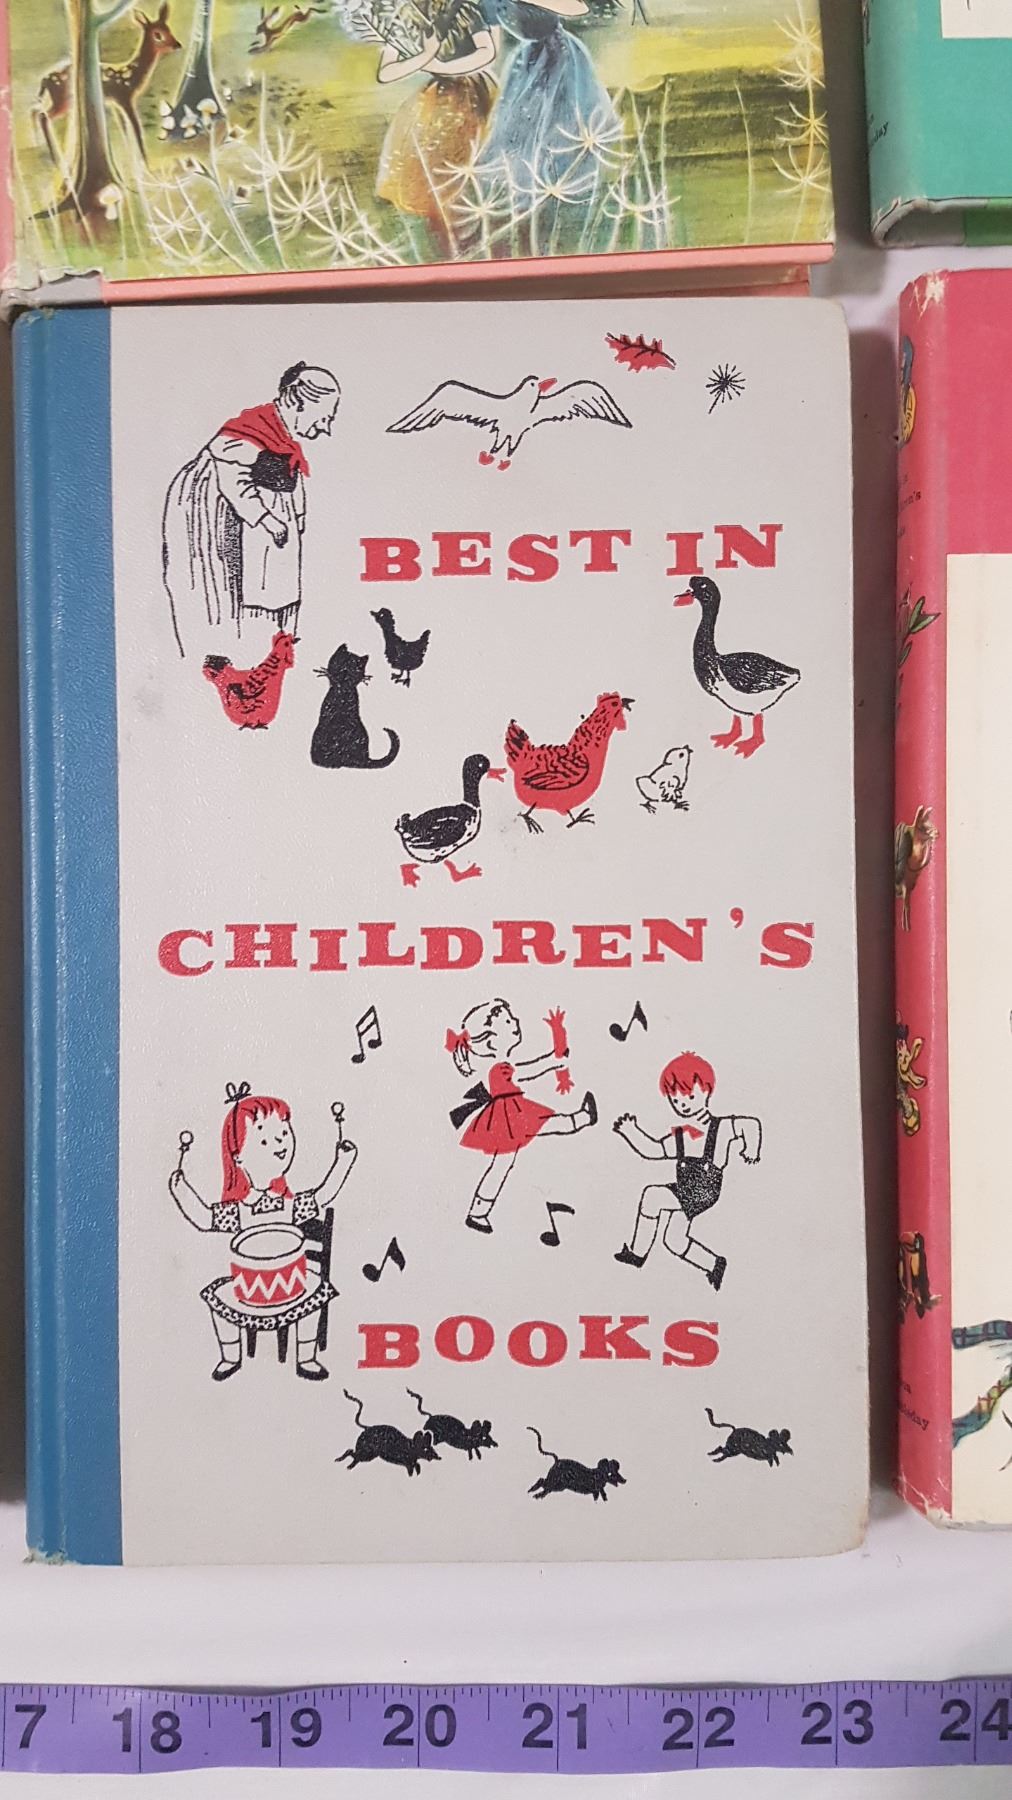 BEST IN
CHILDREN'S
BOOKS
7 18 19 20 21 22 23 24